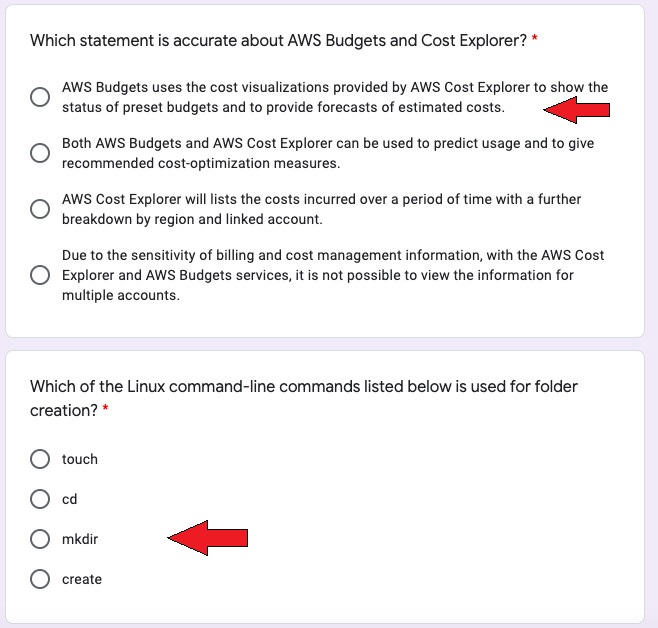 Which statement is accurate about AWS Budgets and Cost Explorer? *
AWS Budgets uses the cost visualizations provided by AWS Cost Explorer to show the
status of preset budgets and to provide forecasts of estimated costs.
Both AWS Budgets and AWS Cost Explorer can be used to predict usage and to give
recommended cost-optimization measures.
AWS Cost Explorer will lists the costs incurred over a period of time with a further
breakdown by region and linked account.
Due to the sensitivity of billing and cost management information, with the AWS Cost
Explorer and AWS Budgets services, it is not possible to view the information for
multiple accounts.
Which of the Linux command-line commands listed below is used for folder
creation? *
touch
cd
mkdir
create